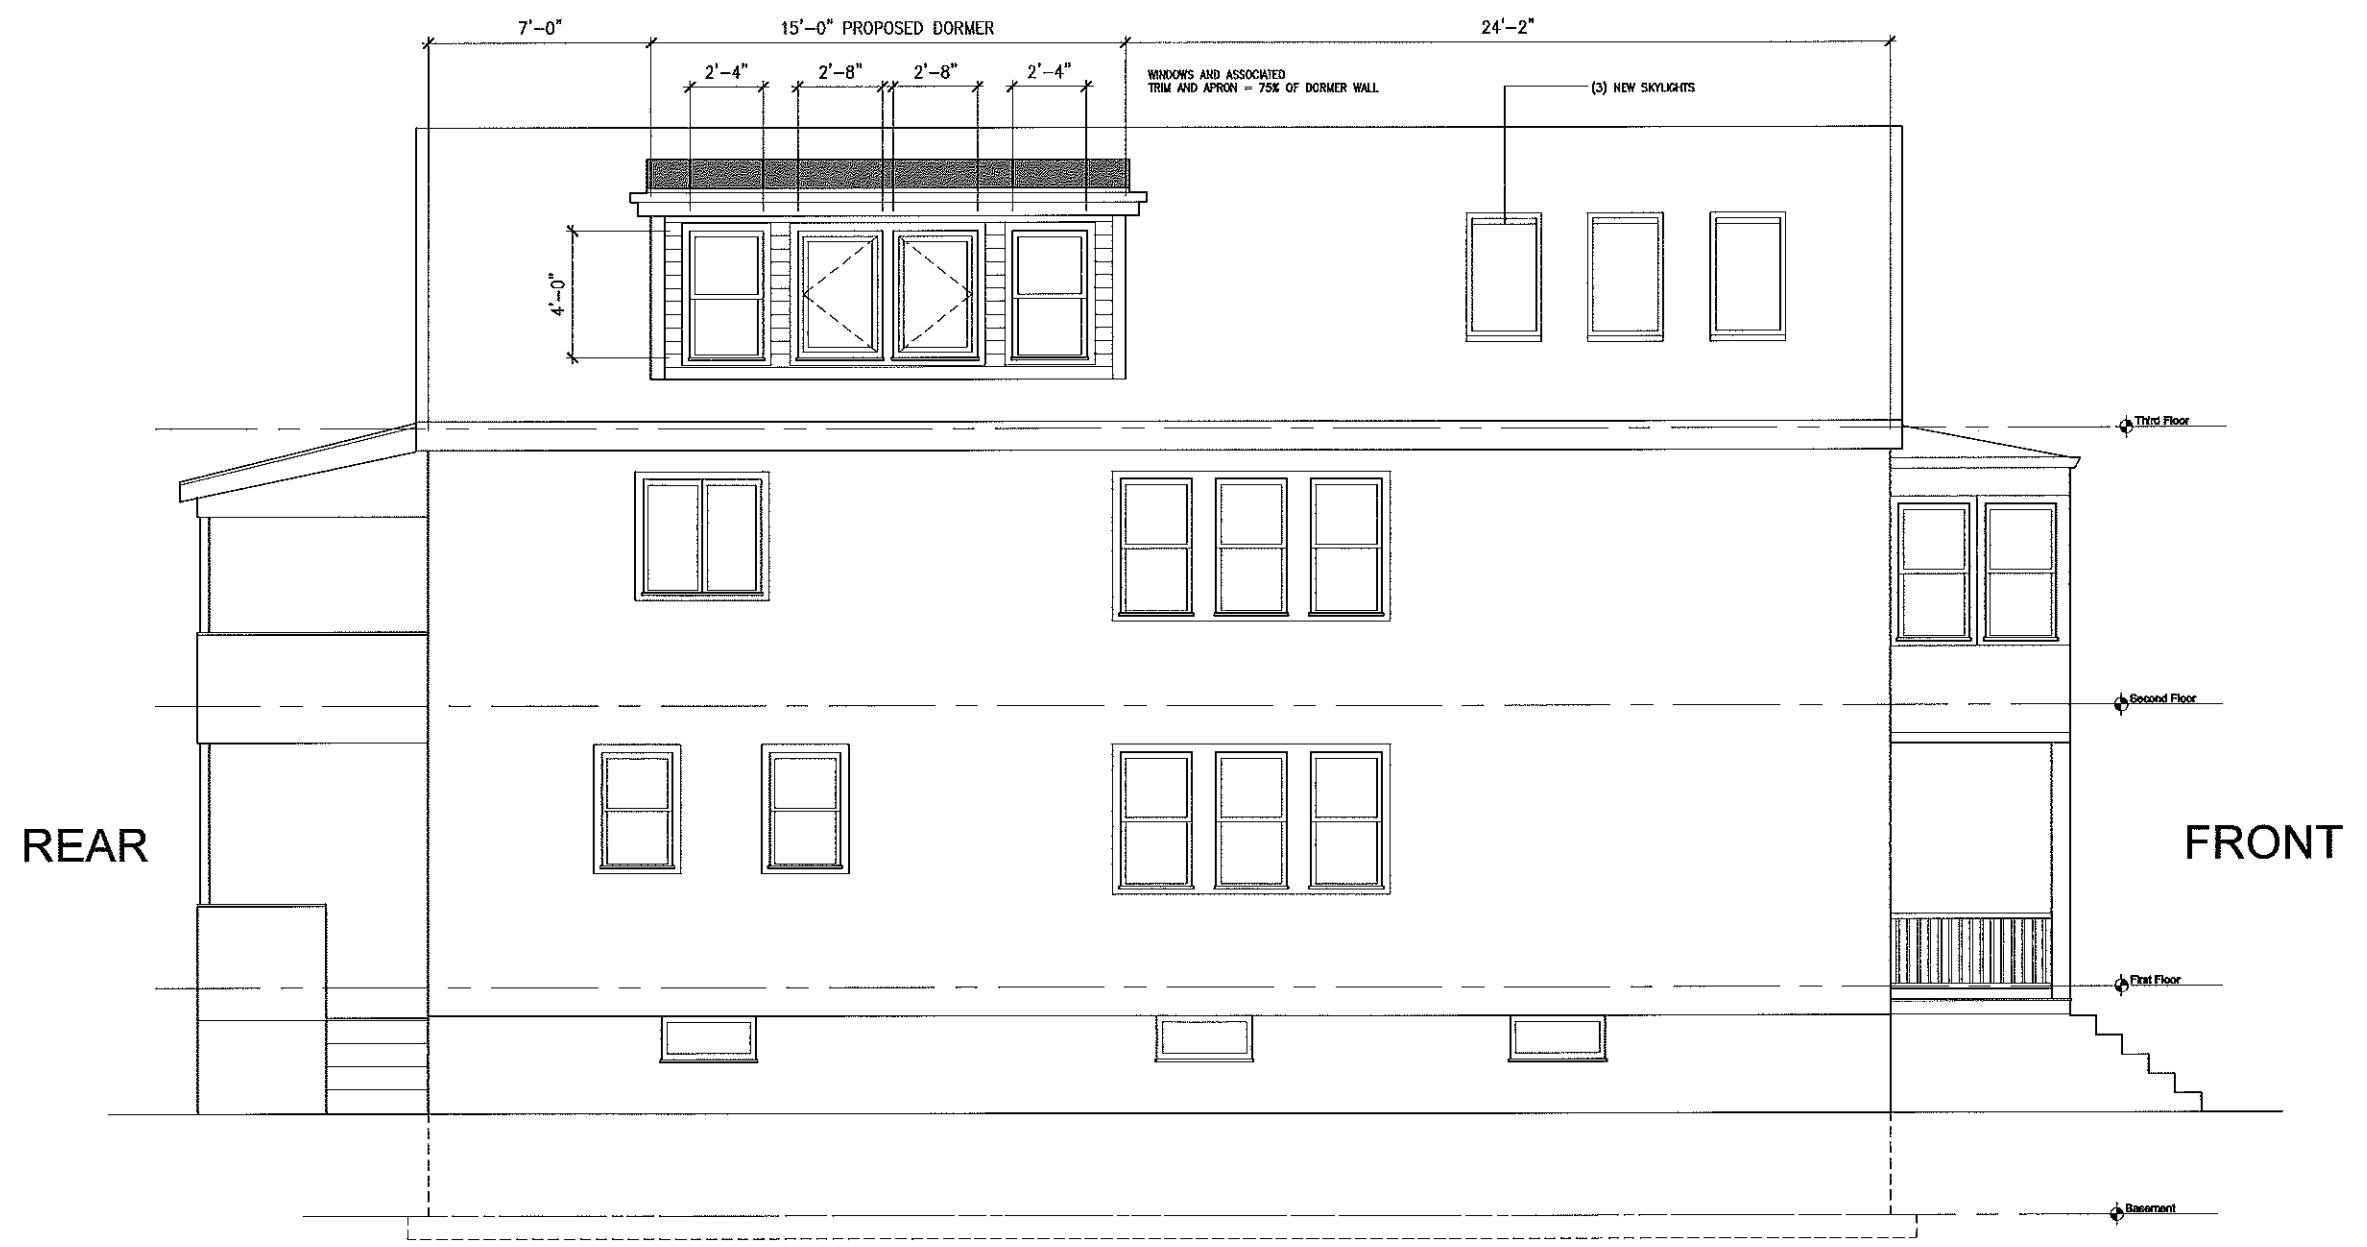 7'-0" 15'-0" PROPOSED DORMER 24'-2"
2'-4" 2'-8" 2'-8" 2'-4"
WINDOWS AND ASSOCIATED
TRIM AND APRON = 75% OF DORMER WALL
(3) NEW SKYLIGHTS
4'-0"
Third Floor
Second Floor
REAR
FRONT
First Floor
Basement